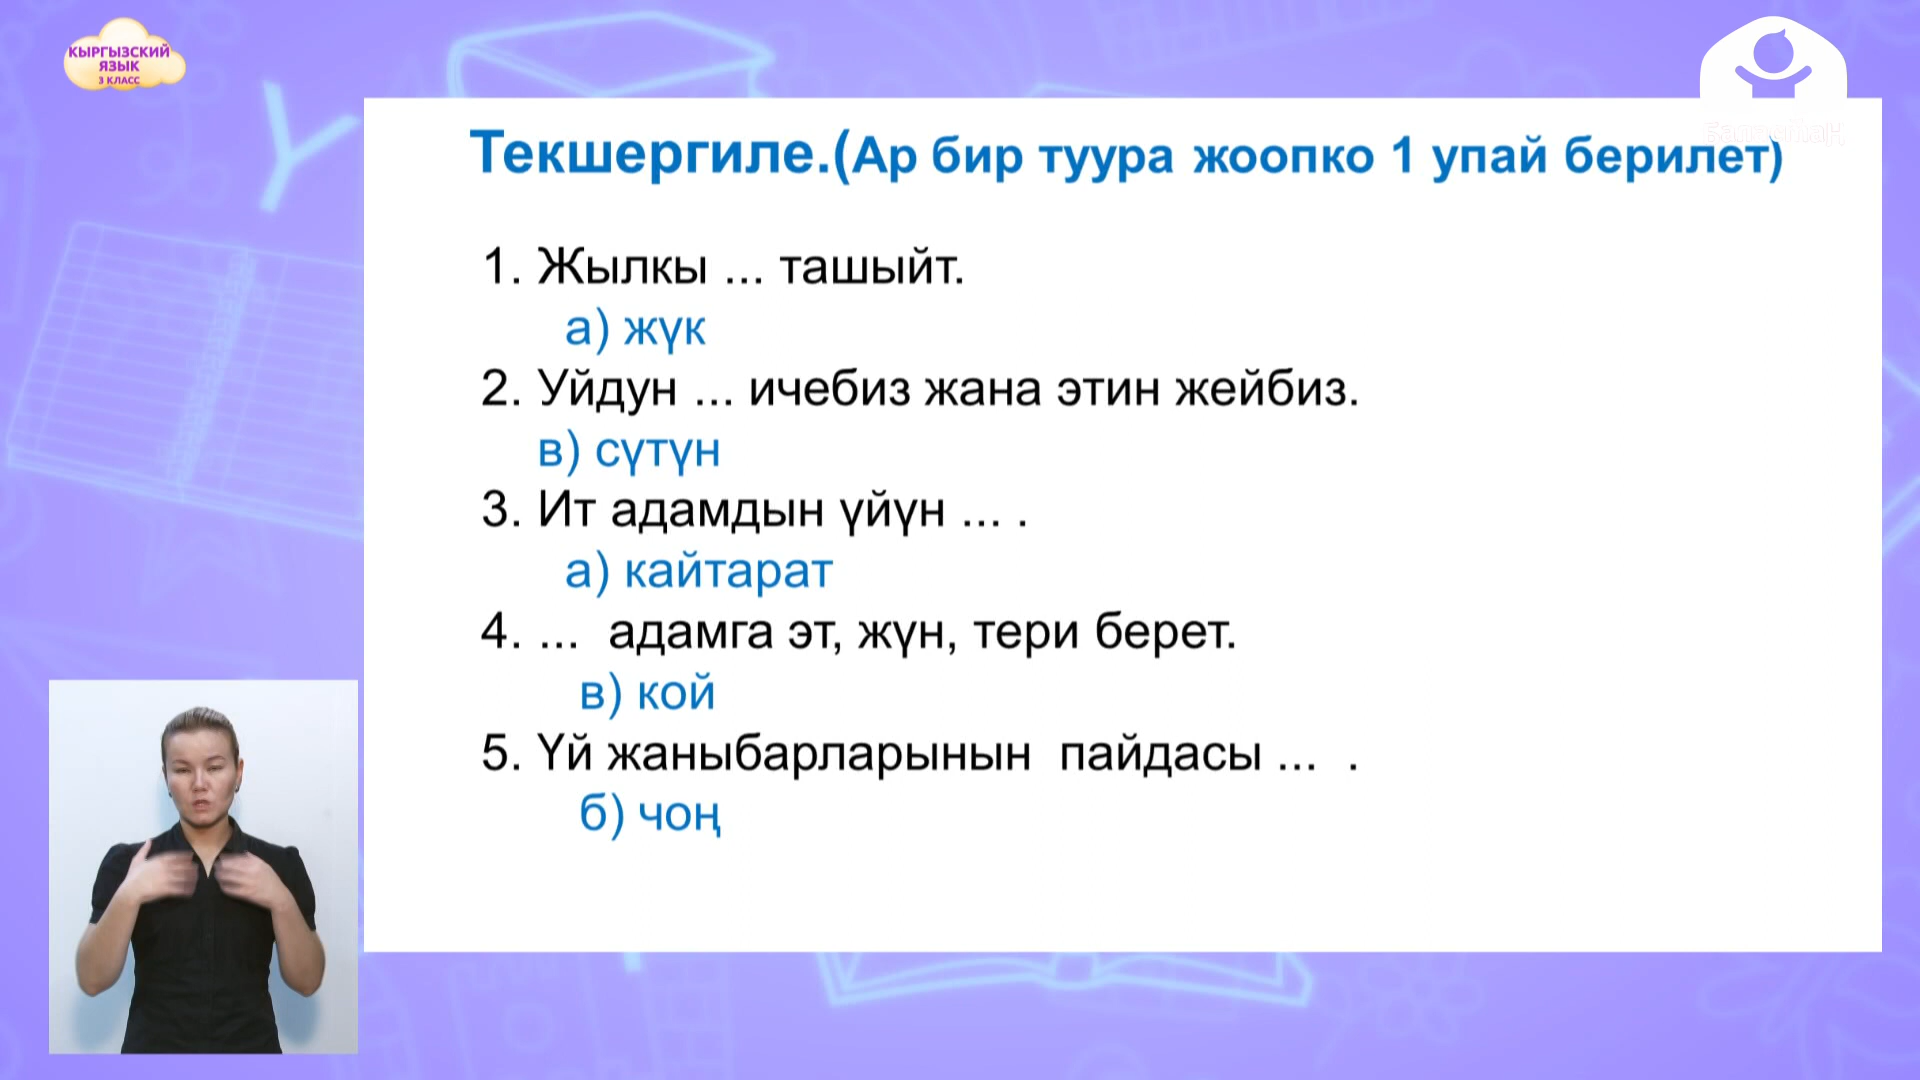 КЫРГЫЗСКИЙ
ЯЗЫК
3 КЛАСС
Текшергиле.(Ар бир туура жоопко 1 упай берилет)
1. Жылкы ... ташыйт.
а) жүк
2. Уйдун ... ичебиз жана этин жейбиз.
в) сүтүн
3. Ит адамдын үйүн ... .
а) кайтарат
4. ... адамга эт, жүн, тери берет.
в) кой
5. Үй жаныбарларынын пайдасы ... .
б) чоң